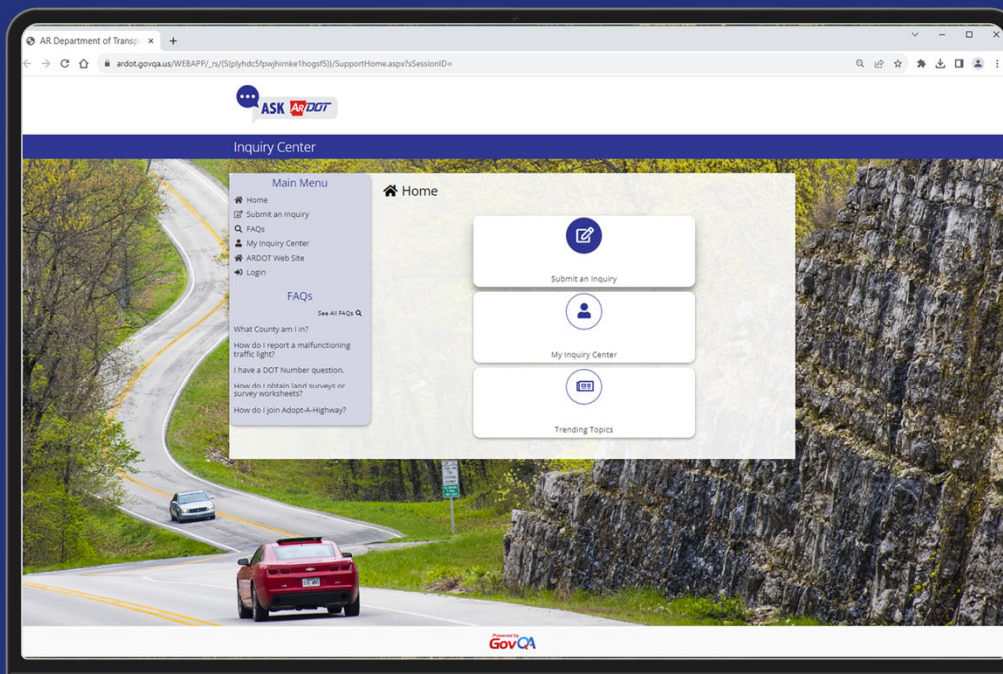 AR Department of Transp
ardot.govqa.us/WEBAPP/_rs/(S(plyhdc5fpwjhirnke1hogsf5))/SupportHome.aspx?sSessionID=
ASK ARDOT
Inquiry Center
Main Menu
Home
Submit an Inquiry
FAQs
My Inquiry Center
ARDOT Web Site
Login
FAQs
See All FAQs
What County am I in?
How do I report a malfunctioning
traffic light?
I have a DOT Number question.
How do I obtain land surveys or
survey worksheets?
How do I join Adopt-A-Highway?
Home
Submit an Inquiry
My Inquiry Center
Trending Topics
Powered by
GovQA